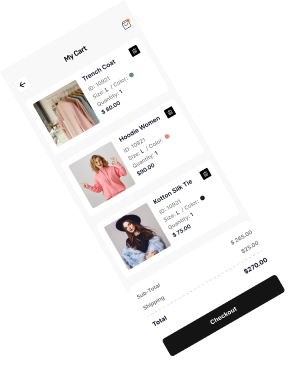 My Cart
Trench Coat
ID: 10921
Size: L / Color:
Quantity: 1
$ 80.00
Hoodie Women
ID: 10921
Size: L / Color:
Quantity: 1
$90.00
Kotton Silk Tie
ID: 10921
Size: L / Color:
Quantity: 1
$ 75.00
Sub-Total $ 265.00
Shipping $25.00
Total $270.00
Checkout